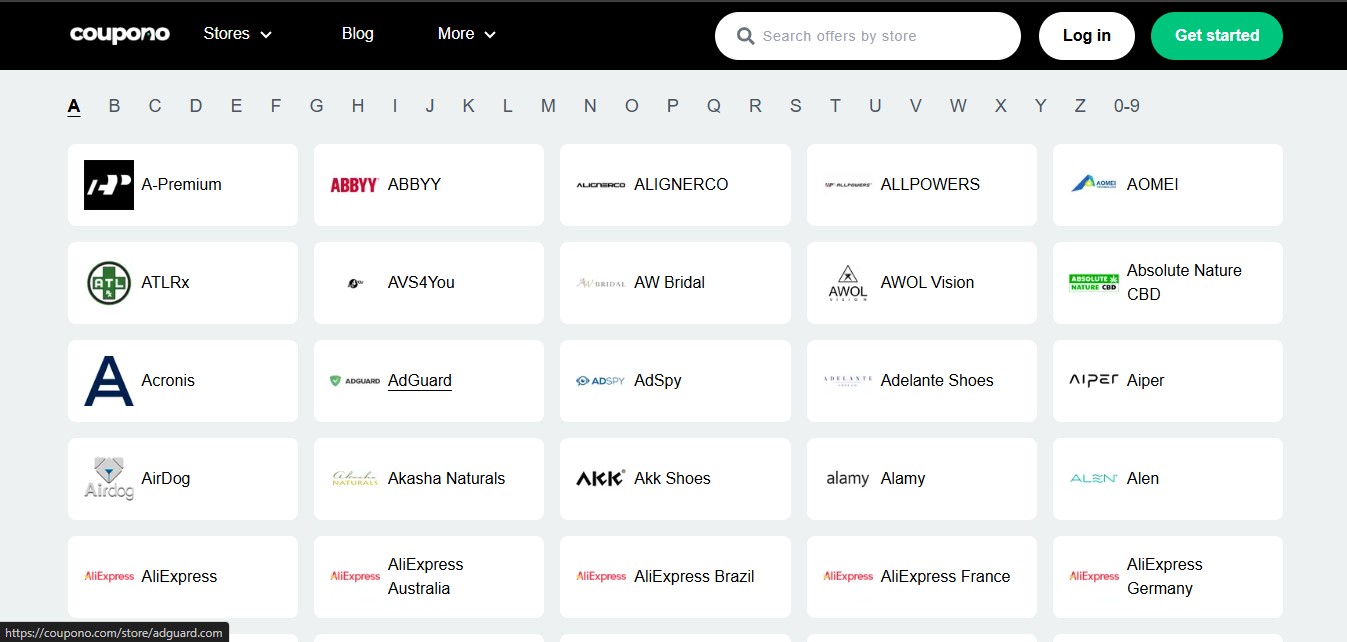 coupono Stores Blog More Search offers by store Log in Get started
A B C D E F G H I J K L M N O P Q R S T U V W X Y Z 0-9
A-Premium
ABBYY ABBYY
ALIGNERCO ALIGNERCO
ALLPOWERS ALLPOWERS
AOMEI AOMEI
ATL ATLRx
AVS4You
AW BRIDAL AW Bridal
AWOL
VISION
AWOL Vision
ABSOLUTE
NATURE CBD
Absolute Nature
CBD
Acronis
ADGUARD AdGuard
ADSPY AdSpy
ADELANTE Adelante Shoes
AIPER Aiper
Airdog AirDog
Akasha
NATURALS
Akasha Naturals
AKK Akk Shoes
alamy Alamy
ALEN Alen
AliExpress AliExpress
AliExpress AliExpress
Australia
AliExpress AliExpress Brazil
AliExpress AliExpress France
AliExpress AliExpress
Germany
https://coupono.com/store/adguard.com